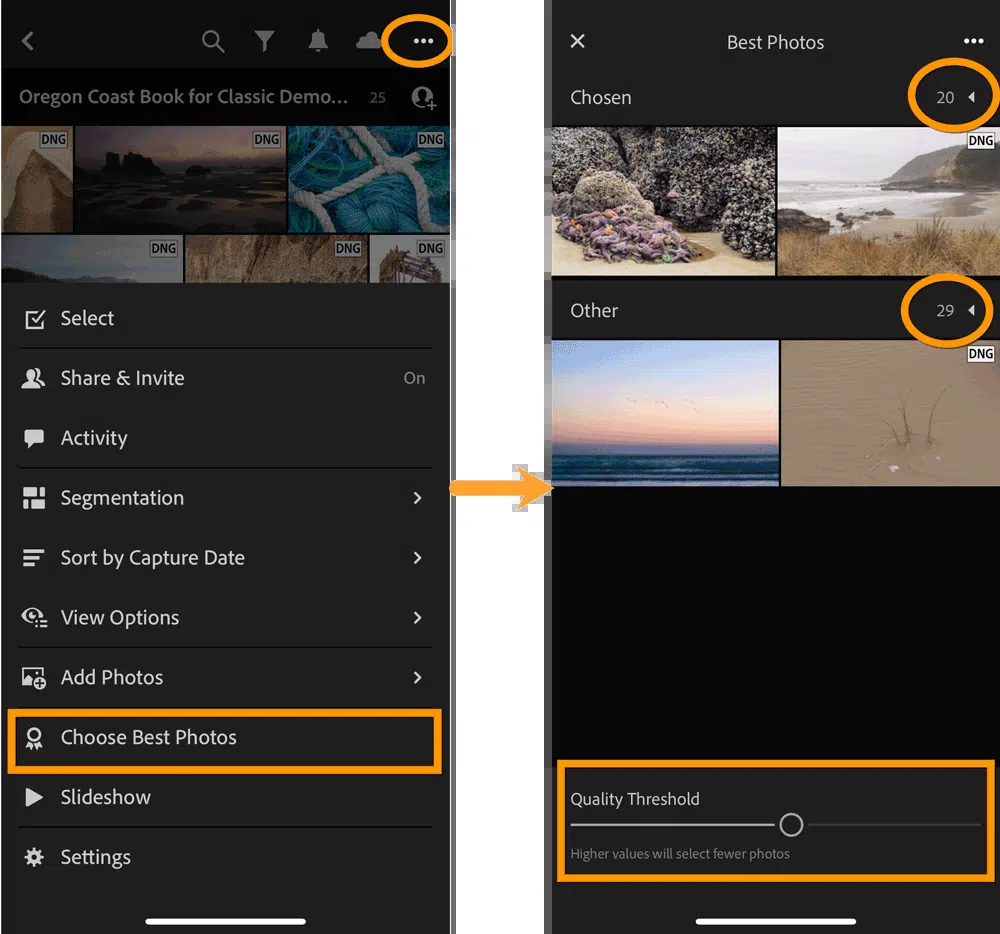 Oregon Coast Book for Classic Demo... 25
DNG DNG DNG
DNG DNG DNG
Select
Share & Invite On
Activity
Segmentation
Sort by Capture Date
View Options
Add Photos
Choose Best Photos
Slideshow
Settings
Best Photos
Chosen 20
DNG
Other 29
DNG
Quality Threshold
Higher values will select fewer photos